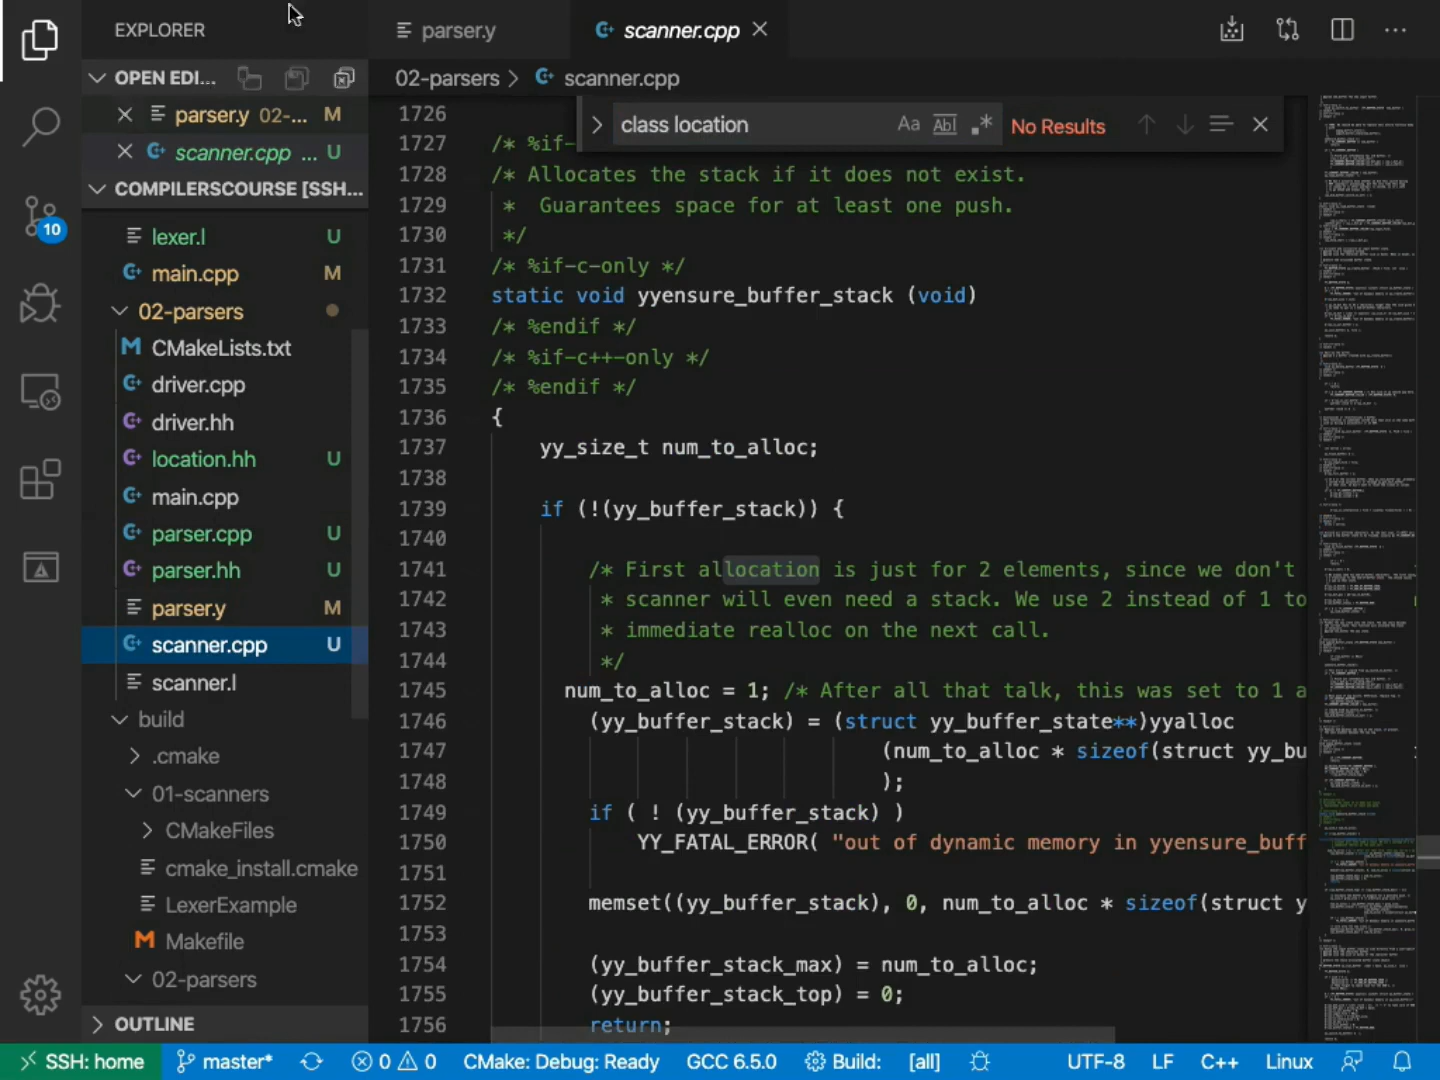 EXPLORER
OPEN EDI...
parser.y 02-... M
scanner.cpp ... U
COMPILERSCOURSE [SSH...
lexer.l U
main.cpp M
02-parsers
CMakeLists.txt
driver.cpp
driver.hh
location.hh U
main.cpp
parser.cpp U
parser.hh U
parser.y M
scanner.cpp U
scanner.l
build
.cmake
01-scanners
CMakeFiles
cmake_install.cmake
LexerExample
Makefile
02-parsers
OUTLINE
10
parser.y
scanner.cpp
02-parsers > scanner.cpp
class location Aa Abl .* No Results
1726
1727 /* %if-
1728 /* Allocates the stack if it does not exist.
1729 * Guarantees space for at least one push.
1730 */
1731 /* %if-c-only */
1732 static void yyensure_buffer_stack (void)
1733 /* %endif */
1734 /* %if-c++-only */
1735 /* %endif */
1736 {
1737 yy_size_t num_to_alloc;
1738
1739 if (!(yy_buffer_stack)) {
1740
1741 /* First allocation is just for 2 elements, since we don't
1742 * scanner will even need a stack. We use 2 instead of 1 to
1743 * immediate realloc on the next call.
1744 */
1745 num_to_alloc = 1; /* After all that talk, this was set to 1 a
1746 (yy_buffer_stack) = (struct yy_buffer_state**)yyalloc
1747 (num_to_alloc * sizeof(struct yy_bu
1748 );
1749 if ( ! (yy_buffer_stack) )
1750 YY_FATAL_ERROR( "out of dynamic memory in yyensure_buff
1751
1752 memset((yy_buffer_stack), 0, num_to_alloc * sizeof(struct y
1753
1754 (yy_buffer_stack_max) = num_to_alloc;
1755 (yy_buffer_stack_top) = 0;
1756 return;
SSH: home master* 0 0 CMake: Debug: Ready GCC 6.5.0 Build: [all] UTF-8 LF C++ Linux